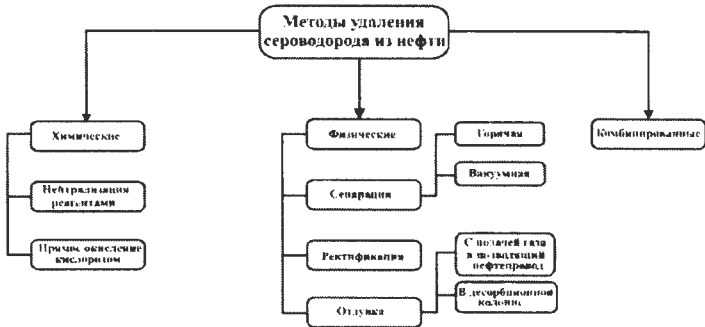 Методы удаления
сероводорода из нефти
Химические
Нейтрализация
реагентами
Прямое окисление
кислородом
Физические
Сепарация
Горячая
Вакуумная
Ректификация
Отдувка
С подачей газа
в подводящий
нефтепровод
В десорбционной
колонне
Комбинированные